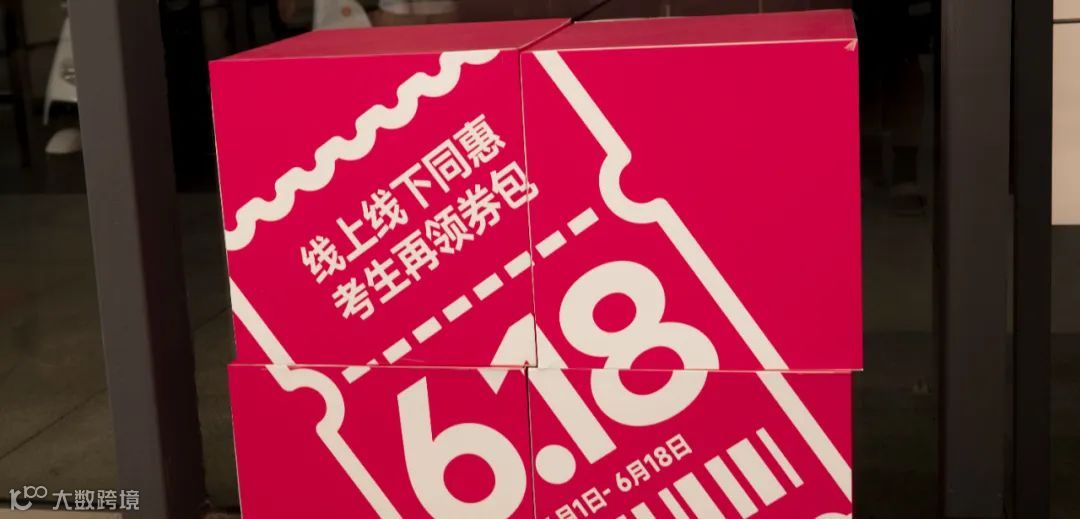 线上线下同惠
考生再领券包
6.18
月1日- 6月18日
大数跨境